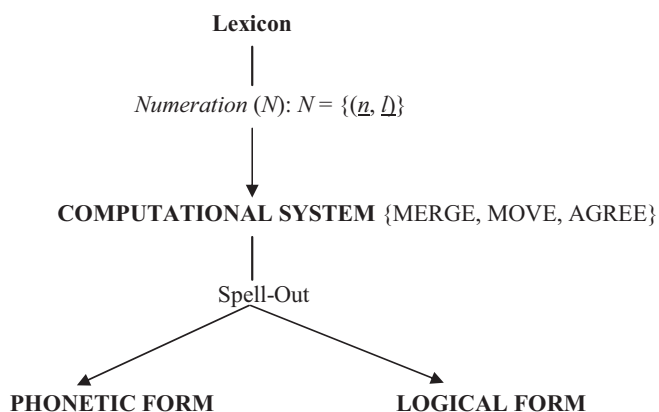 Lexicon
Numeration (N): N = {(n, l)}
COMPUTATIONAL SYSTEM {MERGE, MOVE, AGREE}
Spell-Out
PHONETIC FORM LOGICAL FORM